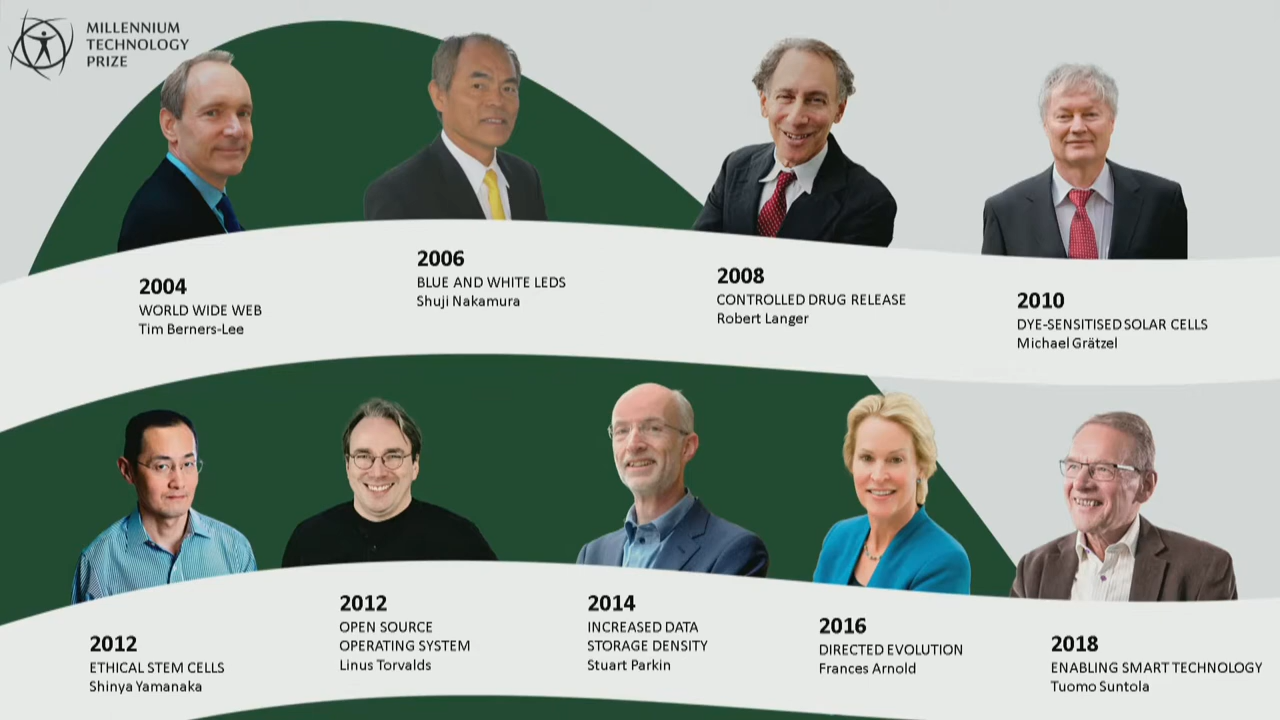 MILLENNIUM
TECHNOLOGY
PRIZE
2004
WORLD WIDE WEB
Tim Berners-Lee
2006
BLUE AND WHITE LEDS
Shuji Nakamura
2008
CONTROLLED DRUG RELEASE
Robert Langer
2010
DYE-SENSITISED SOLAR CELLS
Michael Grätzel
2012
ETHICAL STEM CELLS
Shinya Yamanaka
2012
OPEN SOURCE
OPERATING SYSTEM
Linus Torvalds
2014
INCREASED DATA
STORAGE DENSITY
Stuart Parkin
2016
DIRECTED EVOLUTION
Frances Arnold
2018
ENABLING SMART TECHNOLOGY
Tuomo Suntola